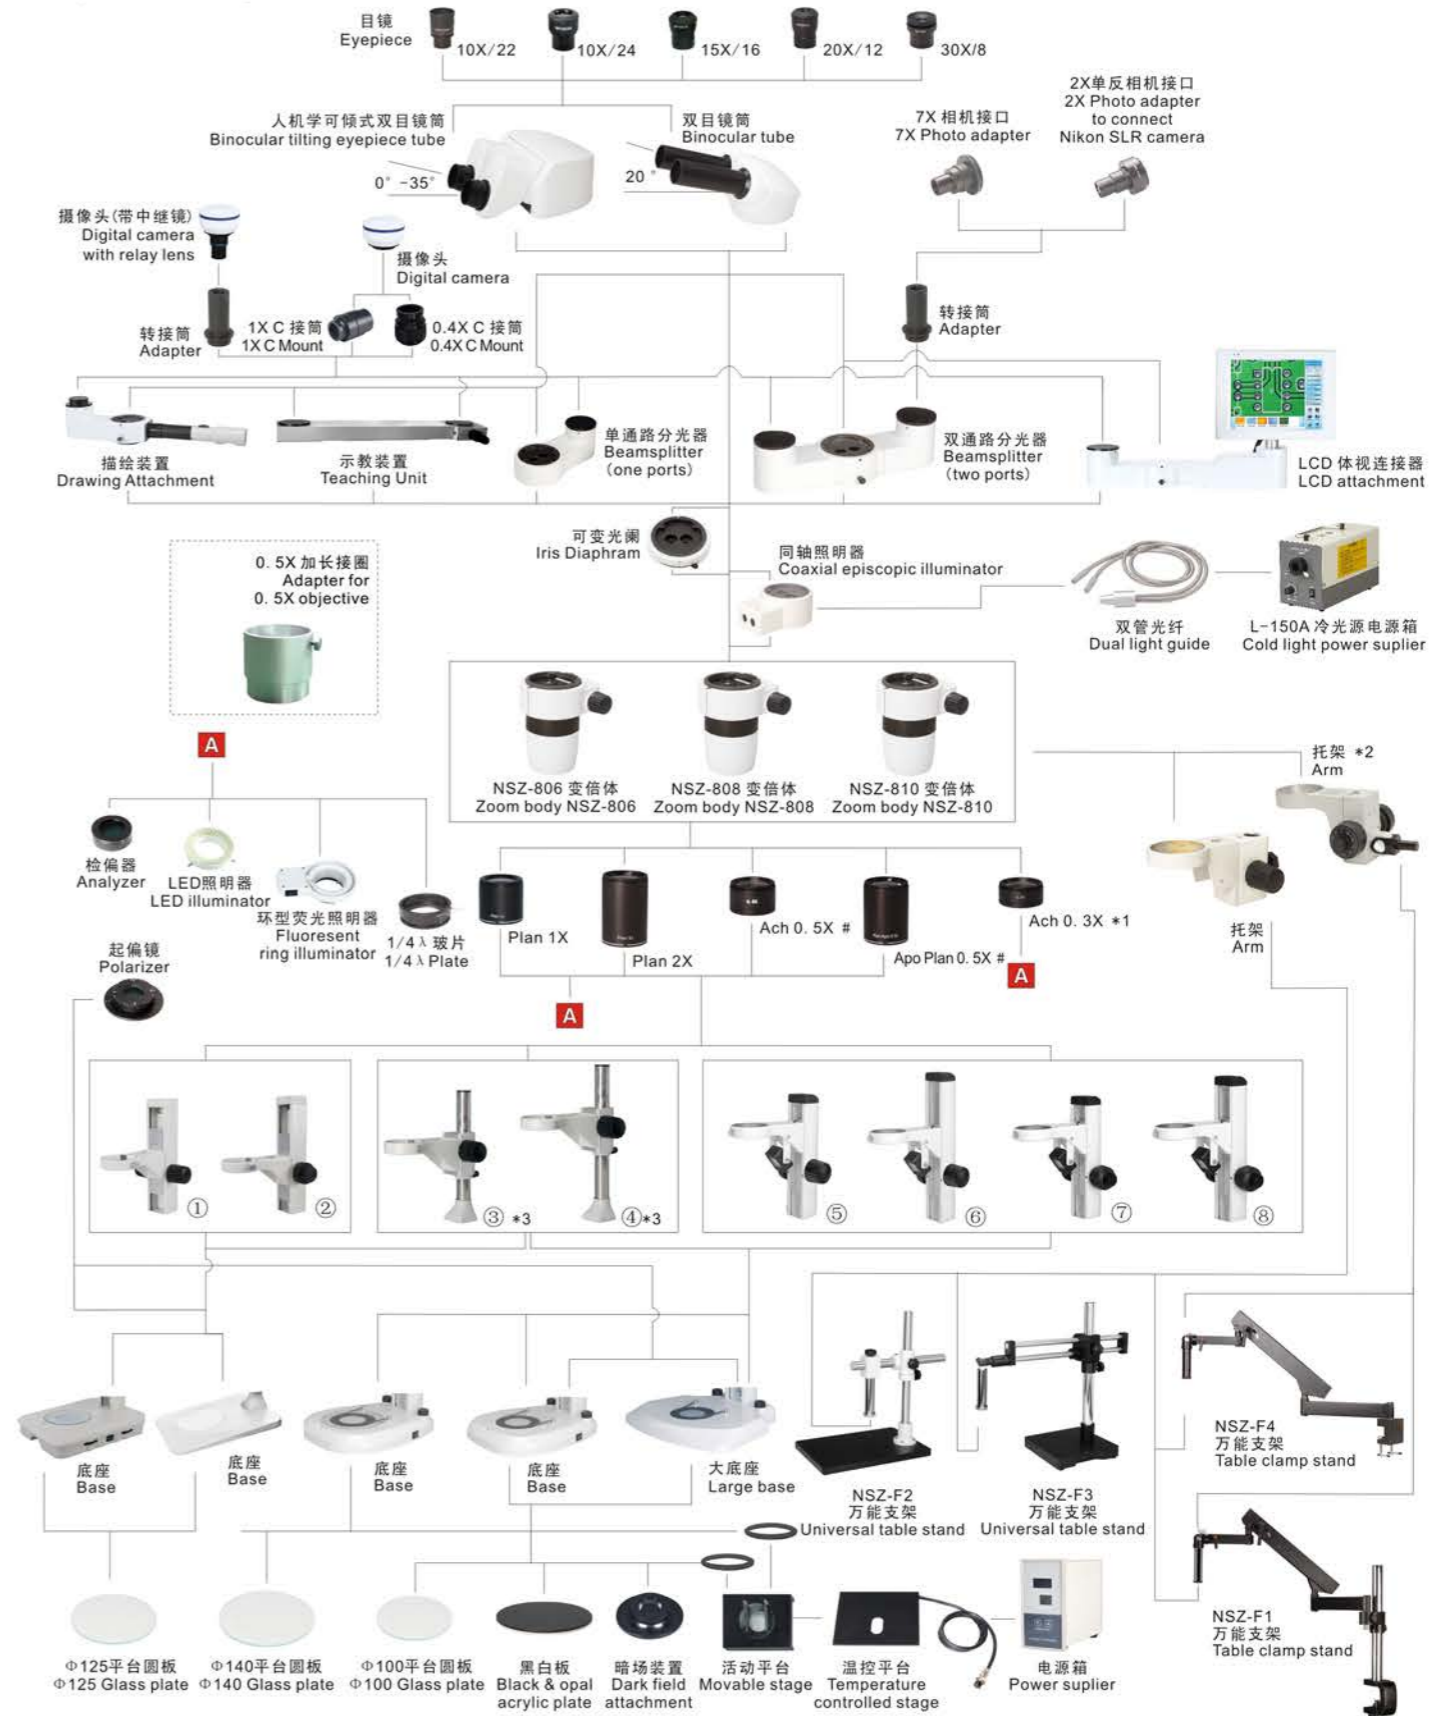 目镜
Eyepiece
10X/22
10X/24
15X/16
20X/12
30X/8
人机学可倾式双目镜筒
Binocular tilting eyepiece tube
0° -35°
双目镜筒
Binocular tube
20 °
7X 相机接口
7X Photo adapter
2X单反相机接口
2X Photo adapter
to connect
Nikon SLR camera
摄像头(带中继镜)
Digital camera
with relay lens
摄像头
Digital camera
转接筒
Adapter
1X C 接筒
1X C Mount
0.4X C 接筒
0.4X C Mount
转接筒
Adapter
描绘装置
Drawing Attachment
示教装置
Teaching Unit
单通路分光器
Beamsplitter
(one ports)
双通路分光器
Beamsplitter
(two ports)
LCD 体视连接器
LCD attachment
可变光阑
Iris Diaphram
同轴照明器
Coaxial episcopic illuminator
双管光纤
Dual light guide
L-150A 冷光源电源箱
Cold light power suplier
0. 5X 加长接圈
Adapter for
0. 5X objective
A
NSZ-806 变倍体
Zoom body NSZ-806
NSZ-808 变倍体
Zoom body NSZ-808
NSZ-810 变倍体
Zoom body NSZ-810
托架 *2
Arm
托架
Arm
检偏器
Analyzer
LED照明器
LED illuminator
环型荧光照明器
Fluoresent
ring illuminator
1/4 λ 玻片
1/4 λ Plate
起偏镜
Polarizer
Plan 1X
Plan 2X
Ach 0. 5X #
Apo Plan 0. 5X #
Ach 0. 3X *1
A
A
①
②
③ *3
④*3
⑤
⑥
⑦
⑧
底座
Base
底座
Base
底座
Base
底座
Base
大底座
Large base
NSZ-F2
万能支架
Universal table stand
NSZ-F3
万能支架
Universal table stand
NSZ-F4
万能支架
Table clamp stand
NSZ-F1
万能支架
Table clamp stand
Φ125平台圆板
Φ125 Glass plate
Φ140平台圆板
Φ140 Glass plate
Φ100平台圆板
Φ100 Glass plate
黑白板
Black & opal
acrylic plate
暗场装置
Dark field
attachment
活动平台
Movable stage
温控平台
Temperature
controlled stage
电源箱
Power suplier